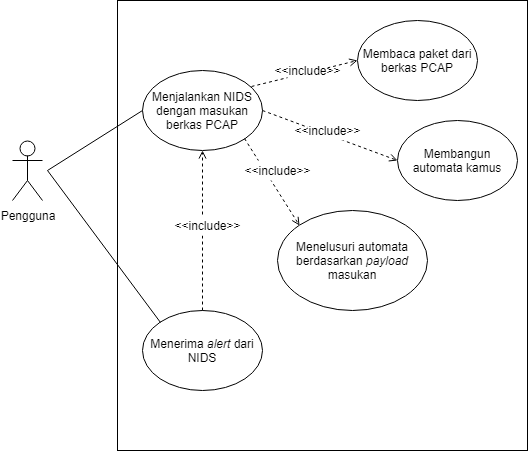 Membaca paket dari
berkas PCAP
<<include>>
Menjalankan NIDS
dengan masukan
berkas PCAP
<<include>>
Membangun
automata kamus
<<include>>
Pengguna
<<include>>
Menelusuri automata
berdasarkan payload
masukan
Menerima alert dari
NIDS